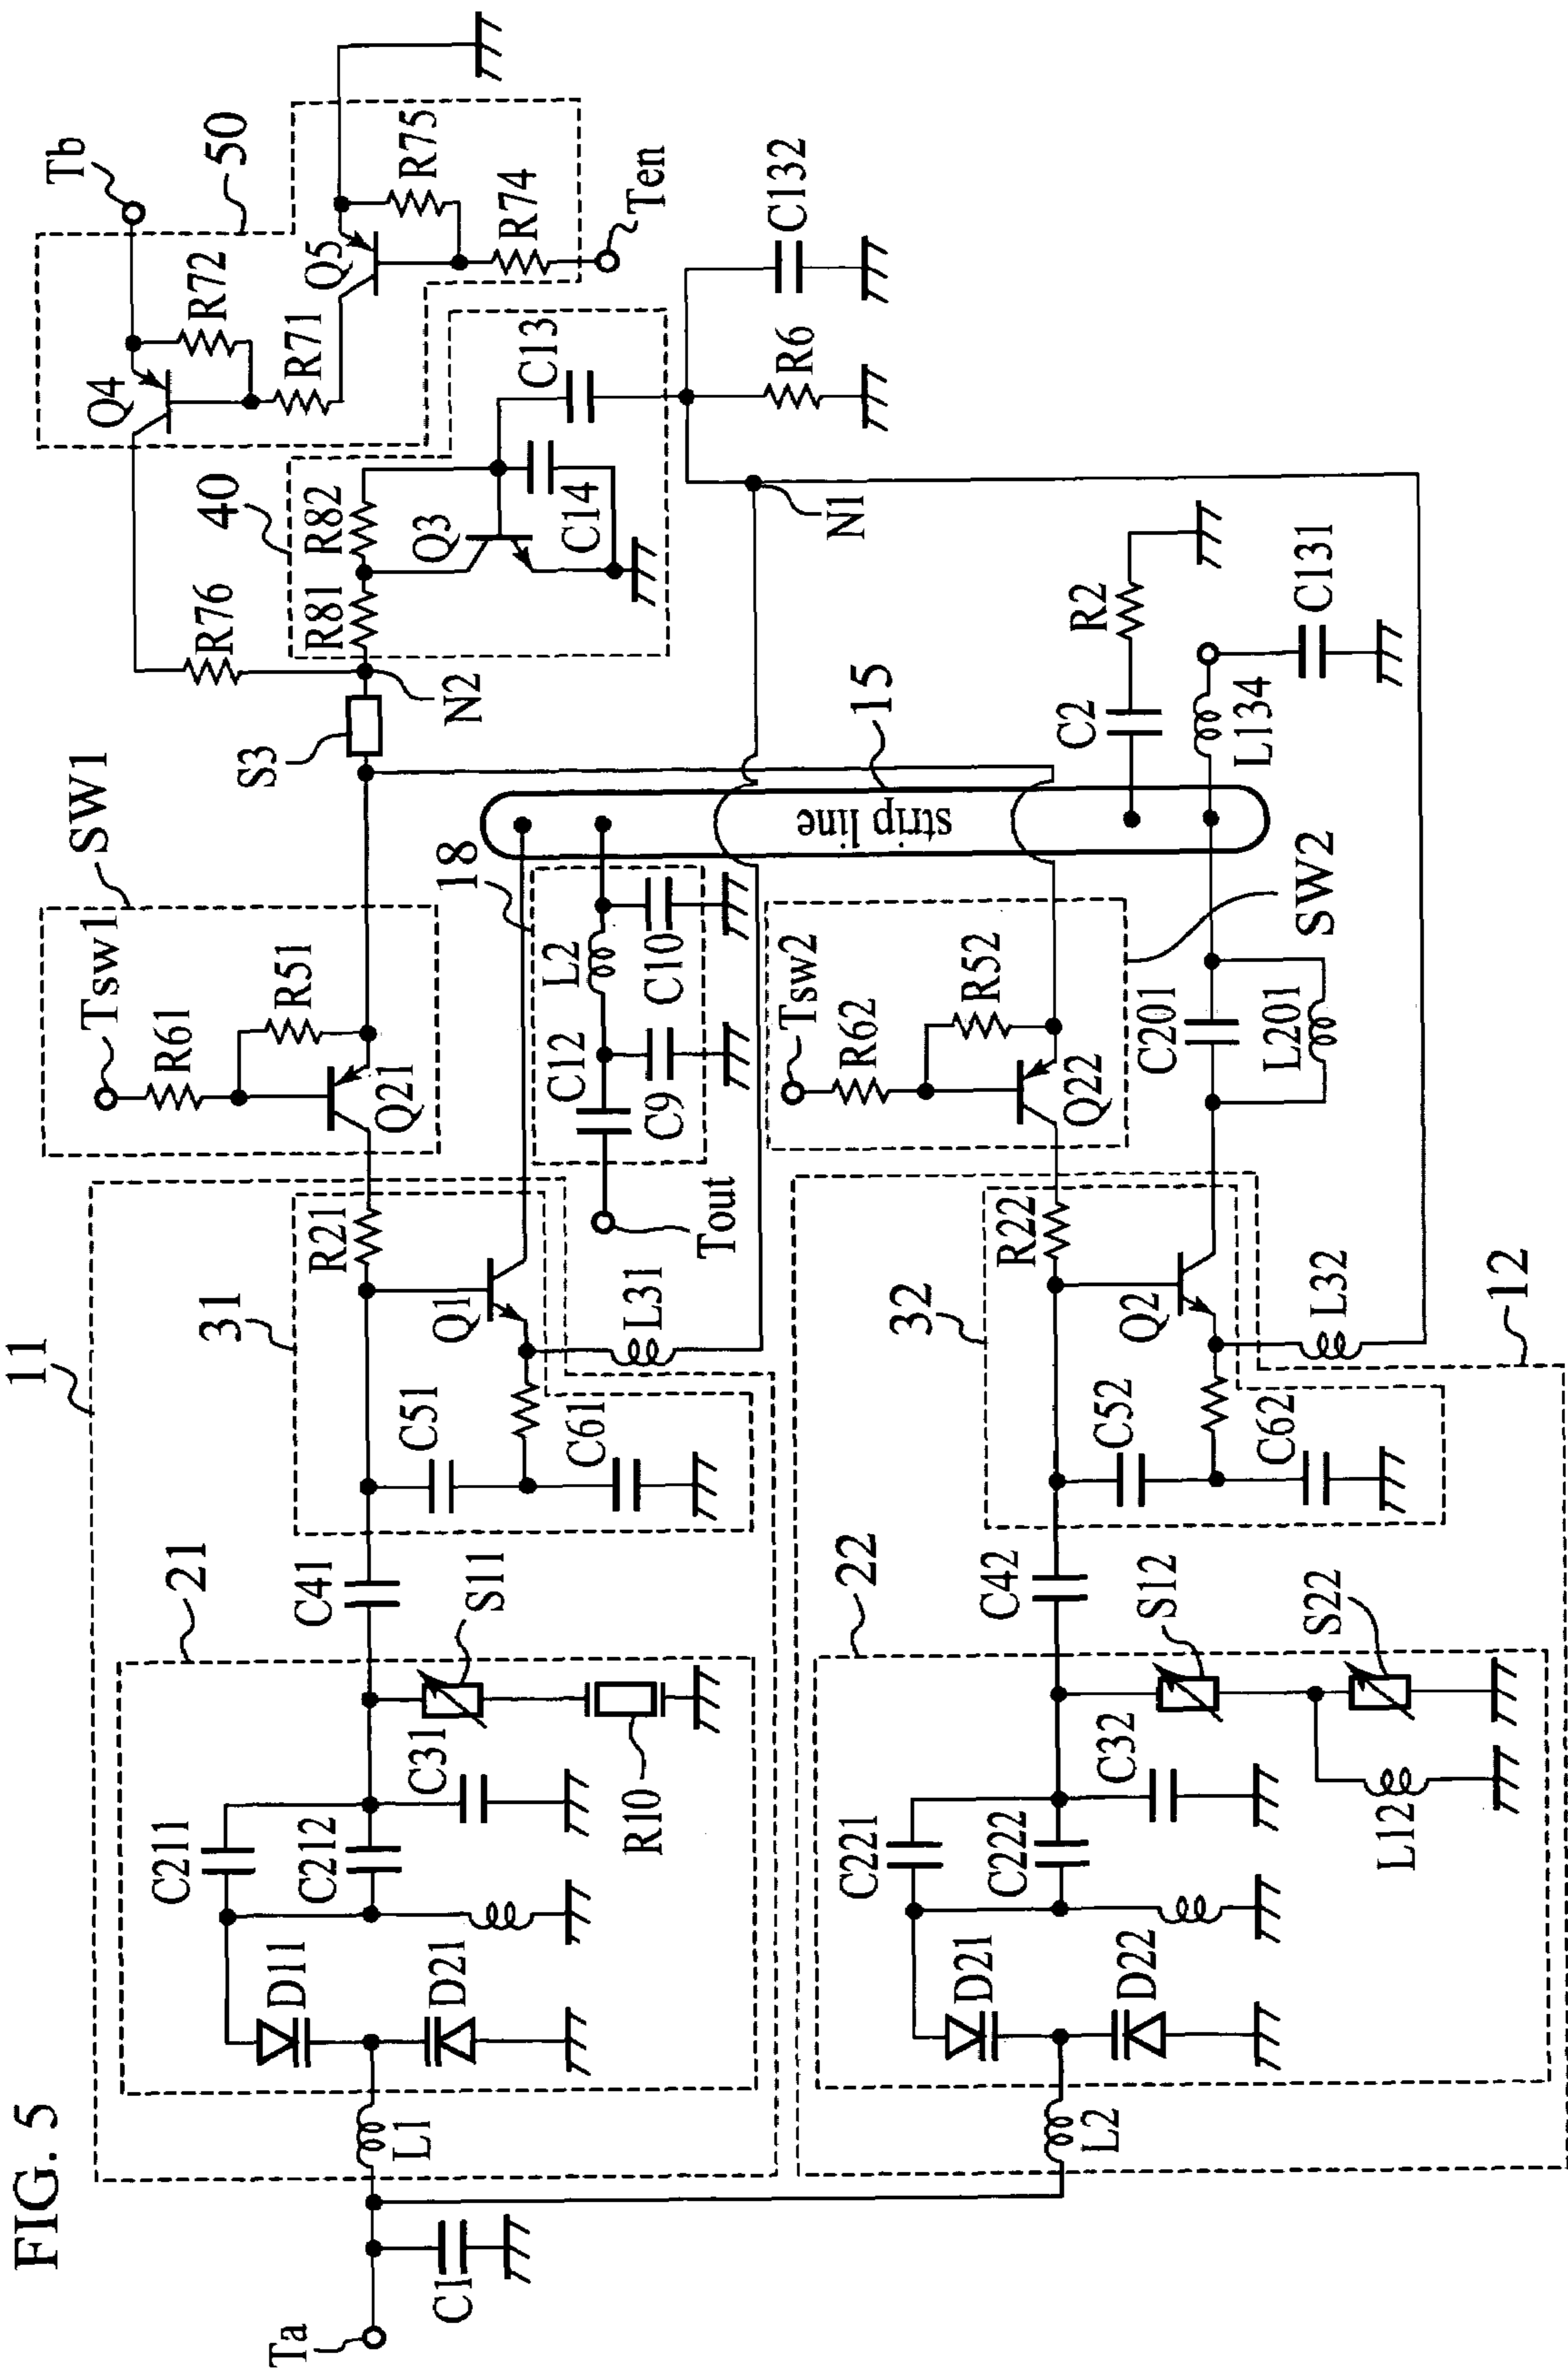 FIG. 5
11
SW1
Tsw1
R61
R51
Q21
S3
R76
N2
40
R81
R82
Q3
C14
C13
Q4
R72
R71
50
Tb
Q5
R75
R74
Ten
C132
R6
N1
21
C211
C212
D11
D21
C31
S11
R10
C41
31
R21
Q1
C51
C61
L31
L1
Ta
C1
18
L2
C12
C9
C10
Tout
15
strip line
C2
R2
L134
C131
Tsw2
R62
R52
Q22
SW2
C201
L201
22
C221
C222
D21
D22
C32
S12
S22
L12
C42
32
R22
Q2
C52
C62
L32
L2
12